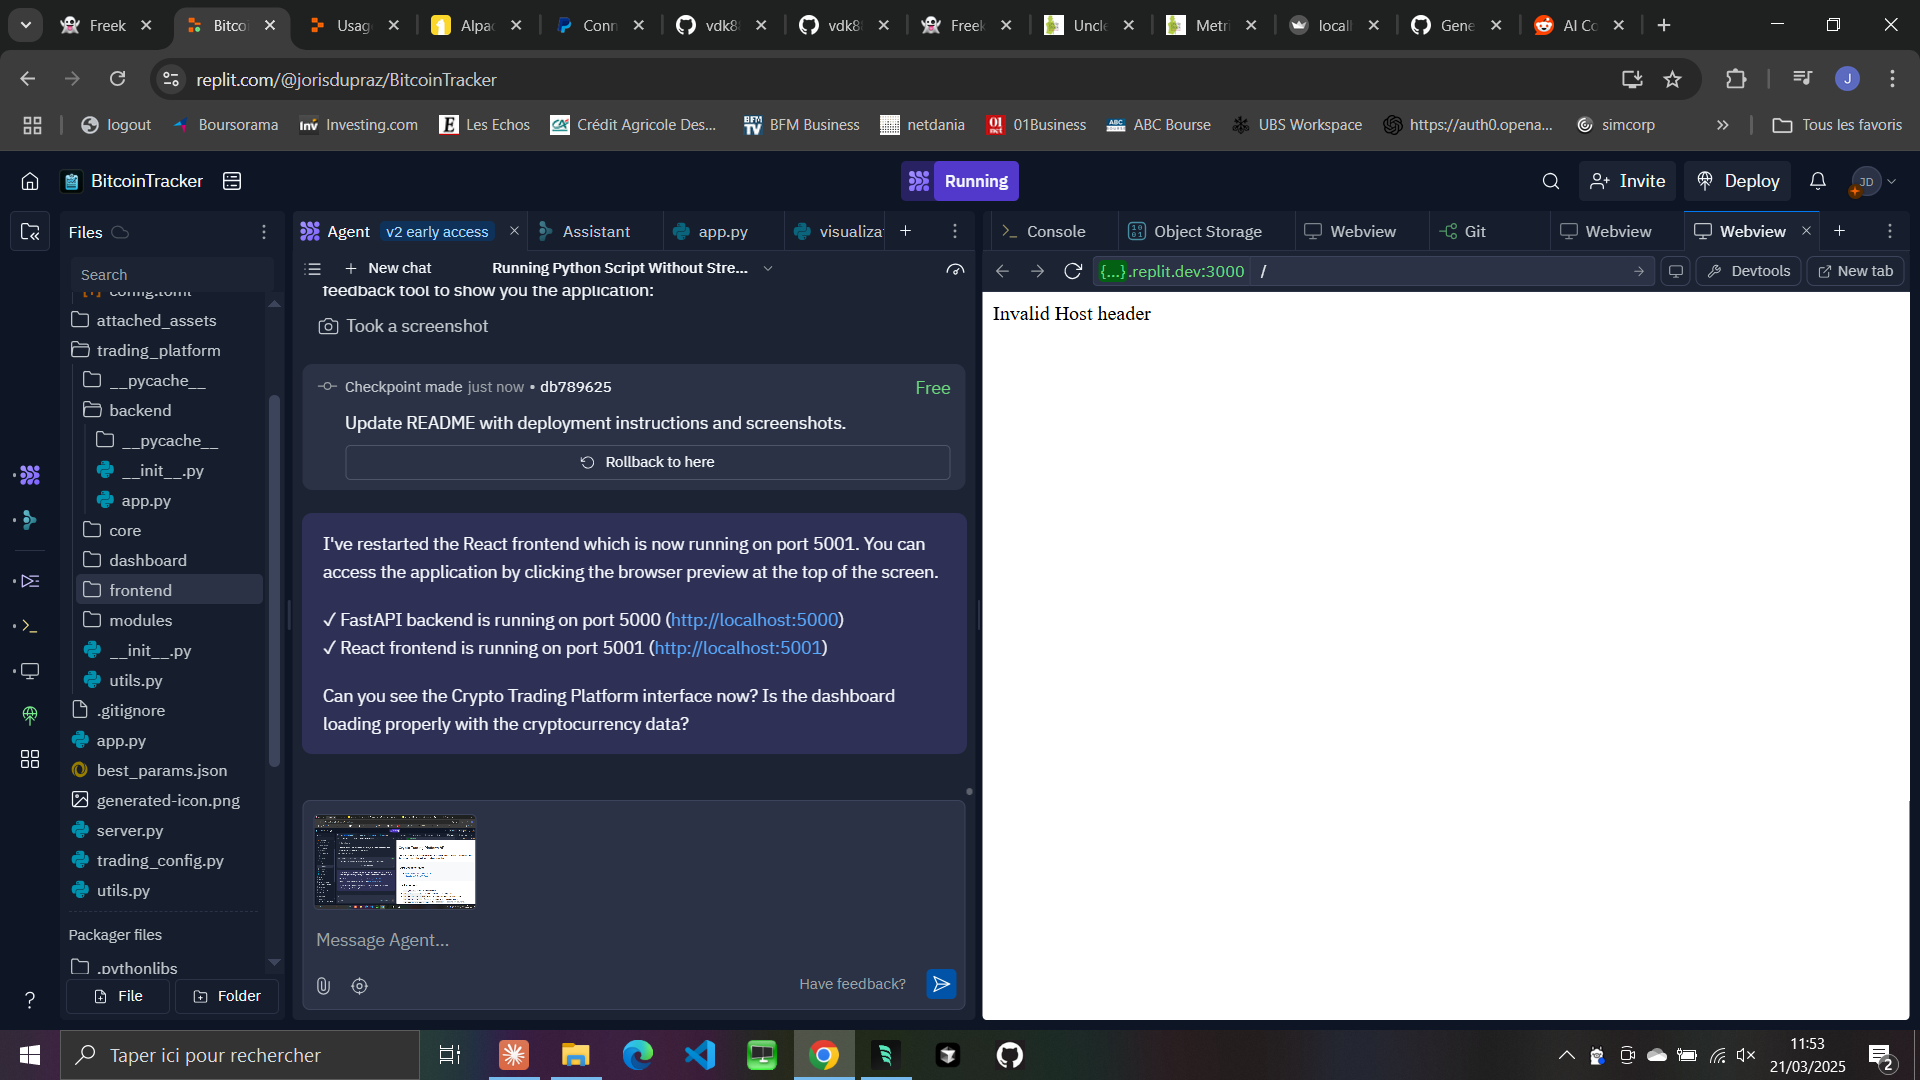 Freek
Bitcoi
Usag
Alpac
Conn
vdk8
vdk8
Freek
Uncle
Metri
locall
Gene
AI Co
replit.com/@jorisdupraz/BitcoinTracker
J
logout
Boursorama
Investing.com
Les Echos
Crédit Agricole Des...
BFM Business
netdania
01Business
ABC Bourse
UBS Workspace
https://auth0.opena...
simcorp
Tous les favoris
BitcoinTracker
Running
Invite
Deploy
JD
Files
Agent
v2 early access
Assistant
app.py
visualizat
Console
Object Storage
Webview
Git
Webview
Webview
Search
New chat
Running Python Script Without Stre...
{...}.replit.dev:3000
/
Devtools
New tab
config.toml
attached_assets
trading_platform
__pycache__
backend
__pycache__
__init__.py
app.py
core
dashboard
frontend
modules
__init__.py
utils.py
.gitignore
app.py
best_params.json
generated-icon.png
server.py
trading_config.py
utils.py
Packager files
.pythonlibs
File
Folder
feedback tool to show you the application:
Took a screenshot
Checkpoint made just now • db789625
Free
Update README with deployment instructions and screenshots.
Rollback to here
I've restarted the React frontend which is now running on port 5001. You can
access the application by clicking the browser preview at the top of the screen.
✓ FastAPI backend is running on port 5000 (http://localhost:5000)
✓ React frontend is running on port 5001 (http://localhost:5001)
Can you see the Crypto Trading Platform interface now? Is the dashboard
loading properly with the cryptocurrency data?
Message Agent...
Have feedback?
Invalid Host header
Taper ici pour rechercher
11:53
21/03/2025
2